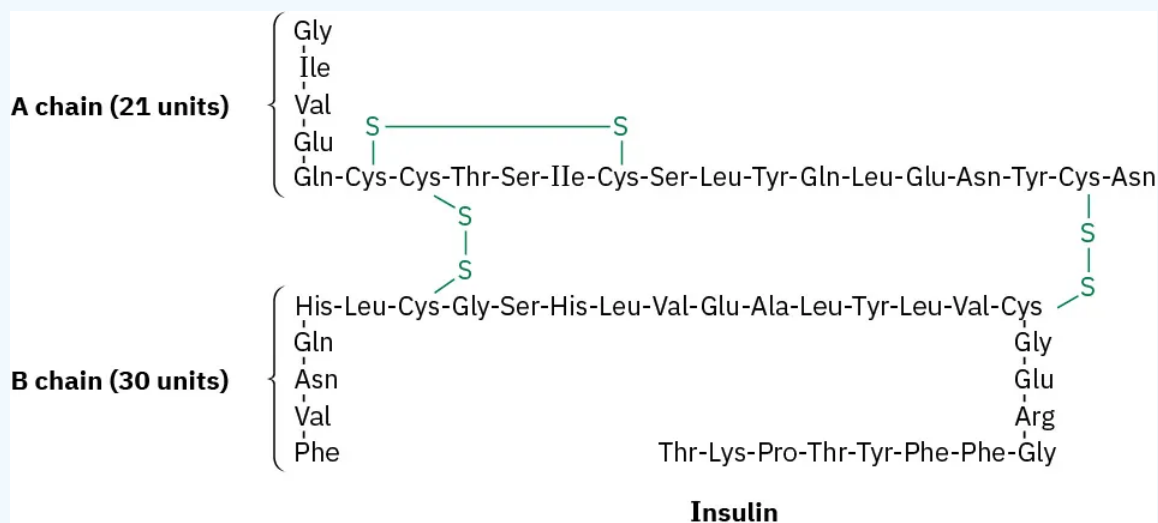 Gly
Ile
A chain (21 units)
Val
S
S
Glu
Gln-Cys-Cys-Thr-Ser-IIe-Cys-Ser-Leu-Tyr-Gln-Leu-Glu-Asn-Tyr-Cys-Asn
S
S
S
S
His-Leu-Cys-Gly-Ser-His-Leu-Val-Glu-Ala-Leu-Tyr-Leu-Val-Cys
Gln
Gly
B chain (30 units)
Asn
Glu
Val
Arg
Phe
Thr-Lys-Pro-Thr-Tyr-Phe-Phe-Gly
Insulin